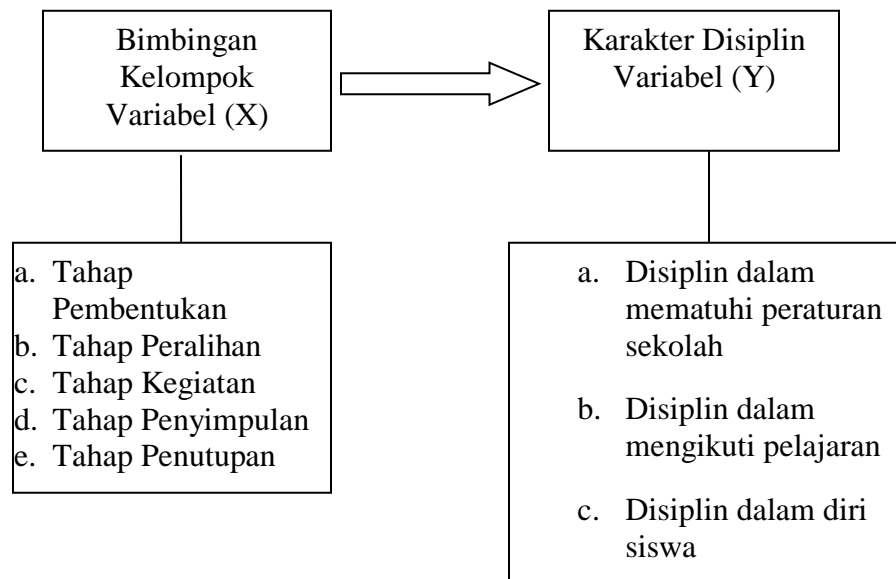 Bimbingan
Kelompok
Variabel (X)
Karakter Disiplin
Variabel (Y)
a. Tahap
Pembentukan
b. Tahap Peralihan
c. Tahap Kegiatan
d. Tahap Penyimpulan
e. Tahap Penutupan
a. Disiplin dalam
mematuhi peraturan
sekolah
b. Disiplin dalam
mengikuti pelajaran
c. Disiplin dalam diri
siswa